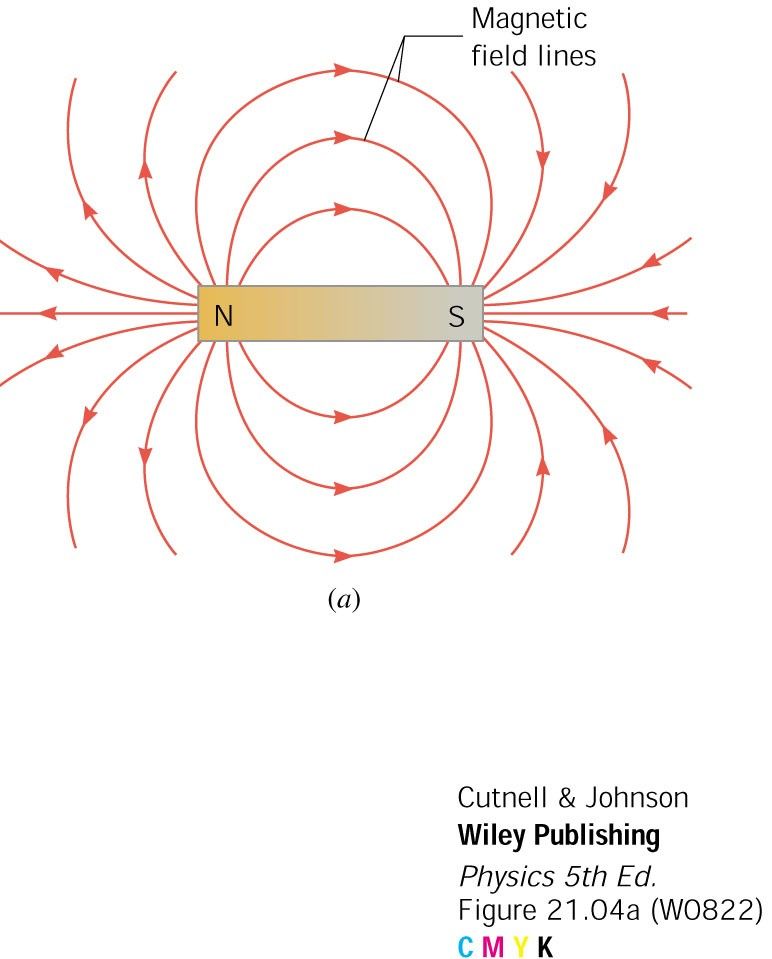 Magnetic
field lines
N
S
(a)
Cutnell & Johnson
Wiley Publishing
Physics 5th Ed.
Figure 21.04a (W0822)
C M Y K